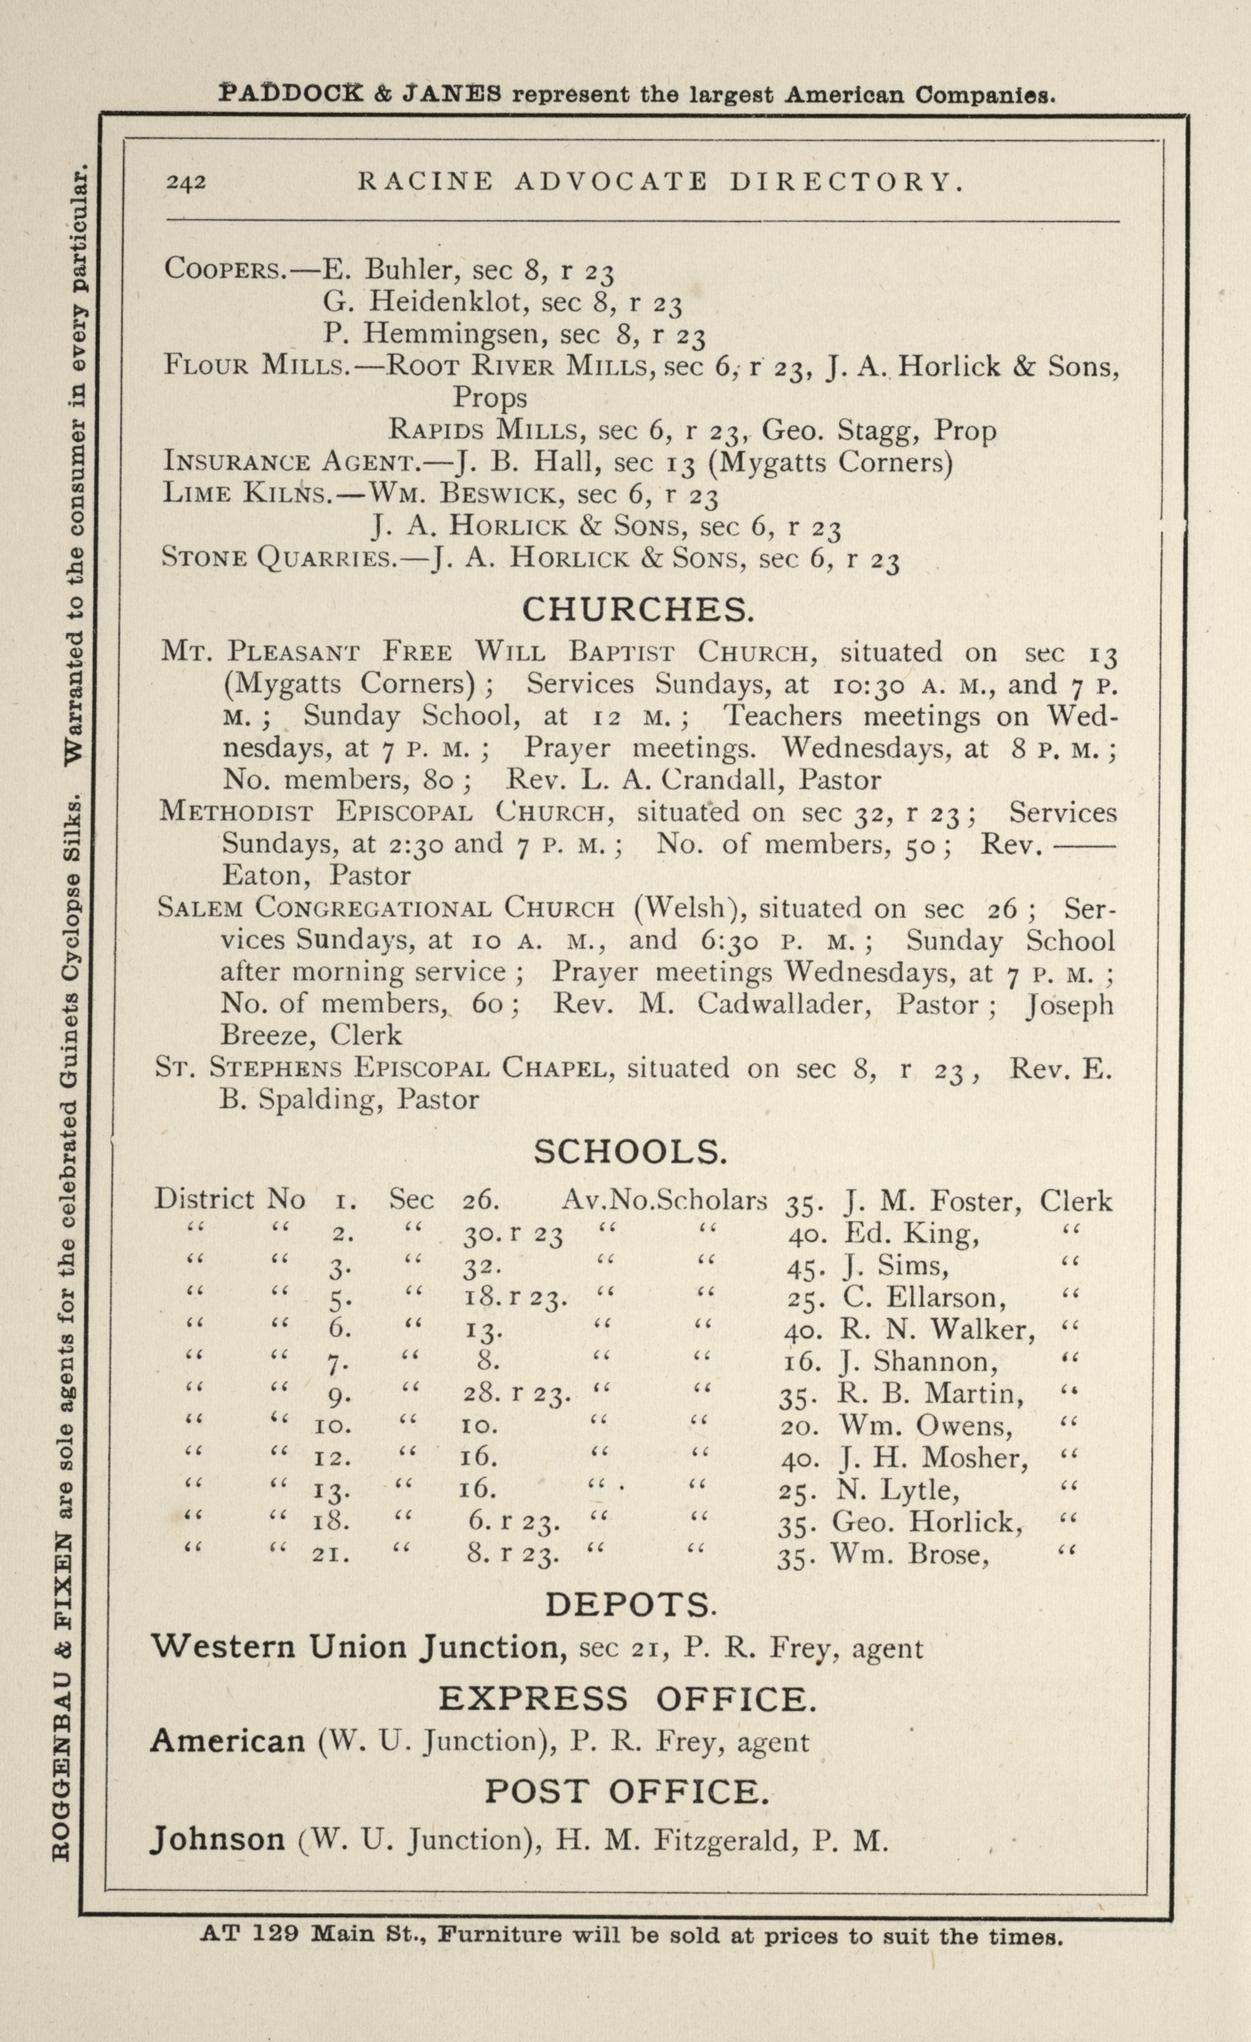 PADDOCK & JANES represent the largest American Companies.
242 RACINE ADVOCATE DIRECTORY.
COOPERS.—E. Buhler, sec 8, r 23
G. Heidenklot, sec 8, r 23
P. Hemmingsen, sec 8, r 23
FLOUR MILLS.—ROOT RIVER MILLS, sec 6, r 23, J. A. Horlick & Sons,
Props
RAPIDS MILLS, sec 6, r 23, Geo. Stagg, Prop
INSURANCE AGENT.—J. B. Hall, sec 13 (Mygatts Corners)
LIME KILNS.—WM. BESWICK, sec 6, r 23
J. A. HORLICK & SONS, sec 6, r 23
STONE QUARRIES.—J. A. HORLICK & SONS, sec 6, r 23
CHURCHES.
MT. PLEASANT FREE WILL BAPTIST CHURCH, situated on sec 13
(Mygatts Corners) ; Services Sundays, at 10:30 A. M., and 7 P.
M. ; Sunday School, at 12 M. ; Teachers meetings on Wed-
nesdays, at 7 P. M. ; Prayer meetings. Wednesdays, at 8 P. M. ;
No. members, 80 ; Rev. L. A. Crandall, Pastor
METHODIST EPISCOPAL CHURCH, situated on sec 32, r 23 ; Services
Sundays, at 2:30 and 7 P. M. ; No. of members, 50 ; Rev. ——
Eaton, Pastor
SALEM CONGREGATIONAL CHURCH (Welsh), situated on sec 26 ; Ser-
vices Sundays, at 10 A. M., and 6:30 P. M. ; Sunday School
after morning service ; Prayer meetings Wednesdays, at 7 P. M. ;
No. of members, 60 ; Rev. M. Cadwallader, Pastor ; Joseph
Breeze, Clerk
ST. STEPHENS EPISCOPAL CHAPEL, situated on sec 8, r 23, Rev. E.
B. Spalding, Pastor
SCHOOLS.
District No 1. Sec 26. Av.No.Scholars 35. J. M. Foster, Clerk
“ “ 2. “ 30. r 23 “ “ 40. Ed. King, “
“ “ 3. “ 32. “ “ 45. J. Sims, “
“ “ 5. “ 18. r 23. “ “ 25. C. Ellarson, “
“ “ 6. “ 13. “ “ 40. R. N. Walker, “
“ “ 7. “ 8. “ “ 16. J. Shannon, “
“ “ 9. “ 28. r 23. “ “ 35. R. B. Martin, “
“ “ 10. “ 10. “ “ 20. Wm. Owens, “
“ “ 12. “ 16. “ “ 40. J. H. Mosher, “
“ “ 13. “ 16. “ “ 25. N. Lytle, “
“ “ 18. “ 6. r 23. “ “ 35. Geo. Horlick, “
“ “ 21. “ 8. r 23. “ “ 35. Wm. Brose, “
DEPOTS.
Western Union Junction, sec 21, P. R. Frey, agent
EXPRESS OFFICE.
American (W. U. Junction), P. R. Frey, agent
POST OFFICE.
Johnson (W. U. Junction), H. M. Fitzgerald, P. M.
AT 129 Main St., Furniture will be sold at prices to suit the times.
ROGGENBAU & FIXEN are sole agents for the celebrated Guinets Cyclopse Silks. Warranted to the consumer in every particular.